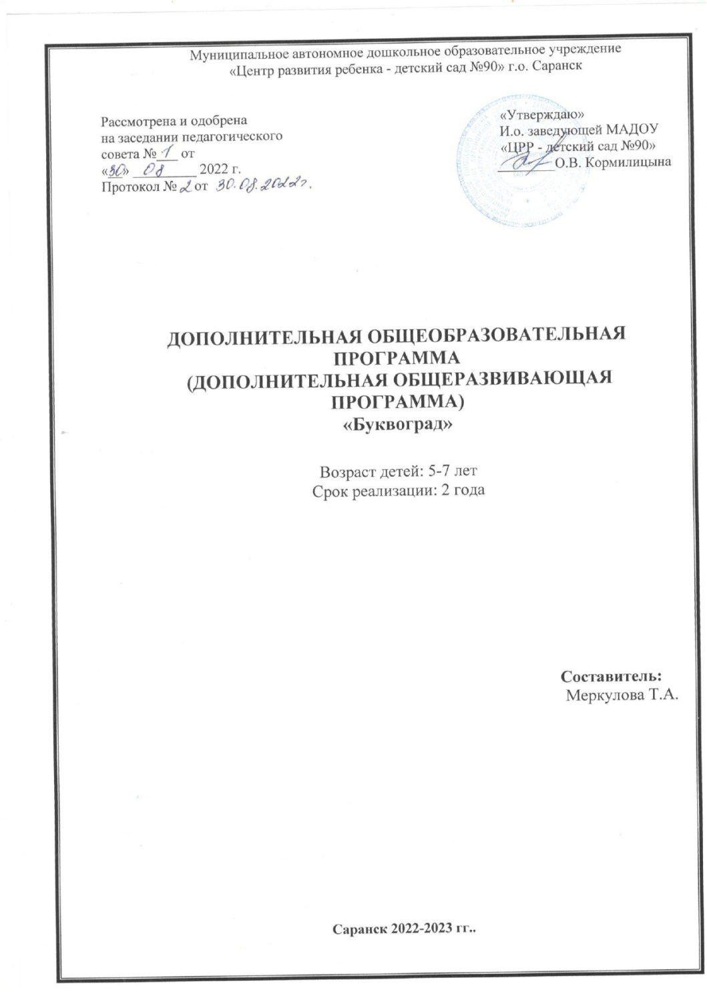 Муниципальное автономное дошкольное образовательное учреждение
«Центр развития ребенка - детский сад №90» г.о. Саранск
Рассмотрена и одобрена
на заседании педагогического
совета № 1 от
«30» 08 2022 г.
Протокол № 2 от 30.08.2022г.
«Утверждаю»
И.о. заведующей МАДОУ
«ЦРР - детский сад №90»
О.В. Кормилицына
ДОПОЛНИТЕЛЬНАЯ ОБЩЕОБРАЗОВАТЕЛЬНАЯ
ПРОГРАММА
(ДОПОЛНИТЕЛЬНАЯ ОБЩЕРАЗВИВАЮЩАЯ
ПРОГРАММА)
«Буквоград»
Возраст детей: 5-7 лет
Срок реализации: 2 года
Составитель:
Меркулова Т.А.
Саранск 2022-2023 гг..